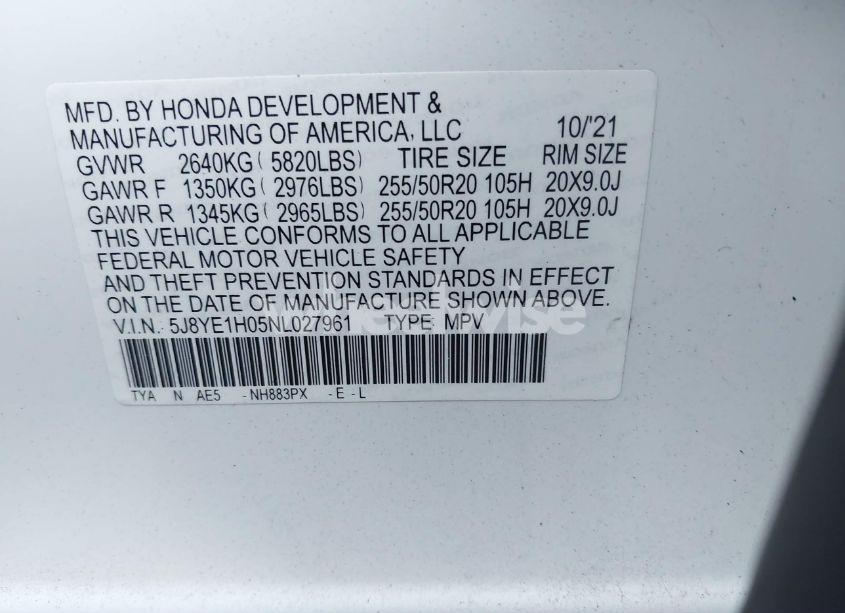 MFD. BY HONDA DEVELOPMENT &
MANUFACTURING OF AMERICA, LLC 10/'21
GVWR 2640KG ( 5820LBS) TIRE SIZE RIM SIZE
GAWR F 1350KG ( 2976LBS) 255/50R20 105H 20X9.0J
GAWR R 1345KG ( 2965LBS) 255/50R20 105H 20X9.0J
THIS VEHICLE CONFORMS TO ALL APPLICABLE
FEDERAL MOTOR VEHICLE SAFETY
AND THEFT PREVENTION STANDARDS IN EFFECT
ON THE DATE OF MANUFACTURE SHOWN ABOVE.
V.I.N.: 5J8YE1H05NL027961 TYPE: MPV
TYA N AE5 -NH883PX -E -L